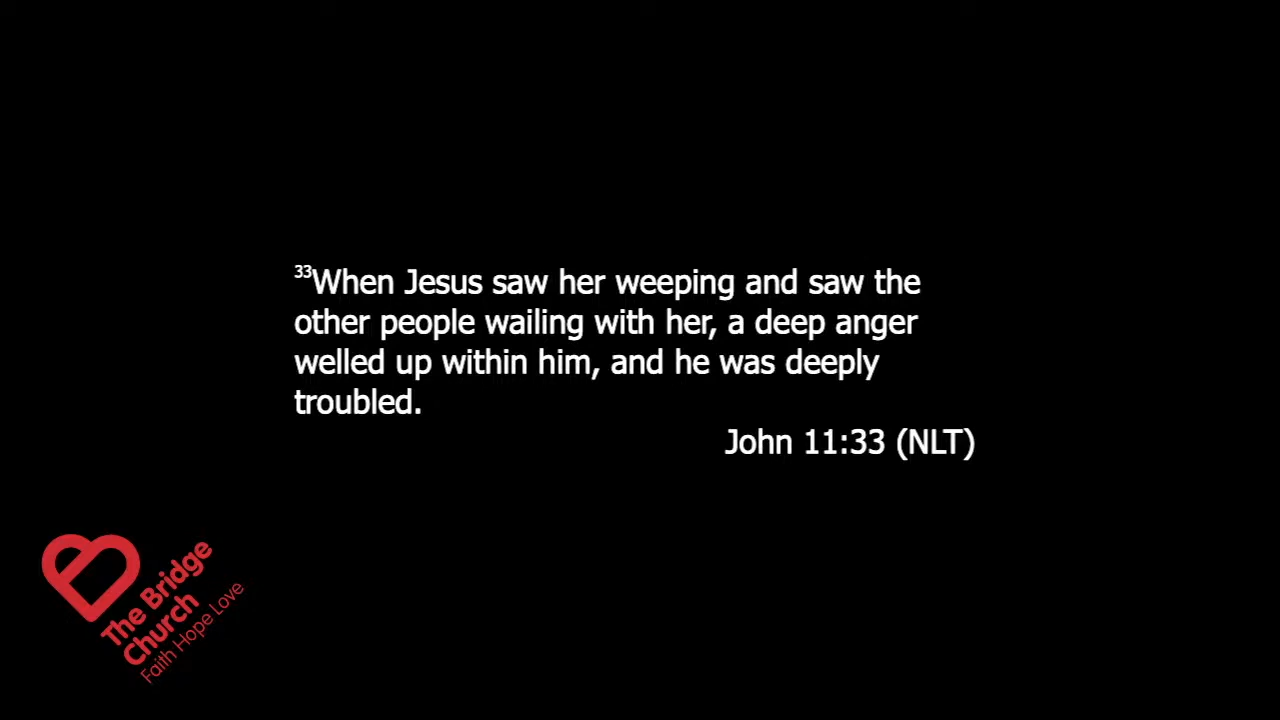 ³³When Jesus saw her weeping and saw the
other people wailing with her, a deep anger
welled up within him, and he was deeply
troubled.
John 11:33 (NLT)
The Bridge
Church
Faith Hope Love